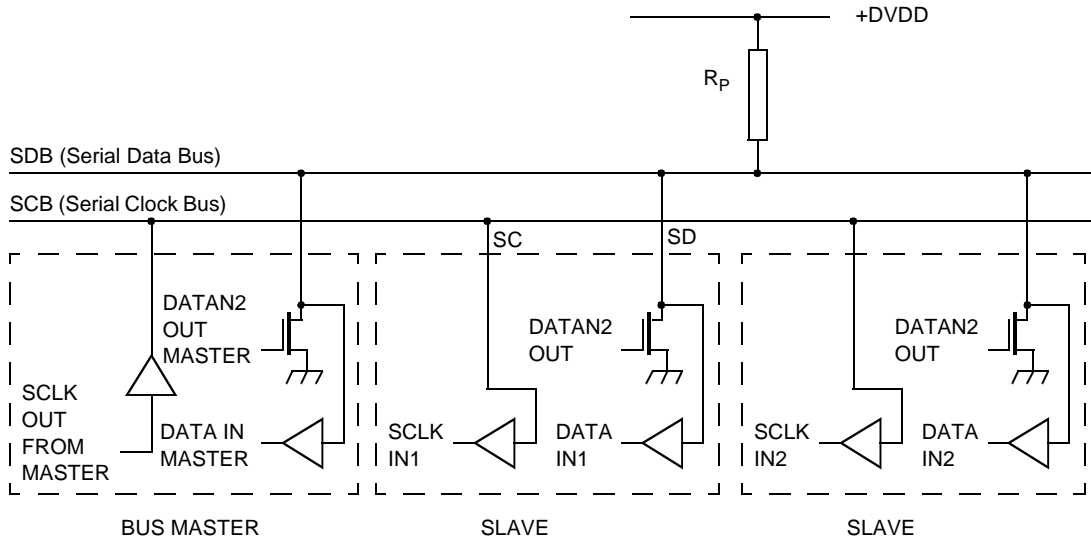 +DVDD
RP
SDB (Serial Data Bus)
SCB (Serial Clock Bus)
SC
SD
DATAN2
OUT
MASTER
SCLK
OUT
FROM
MASTER
DATA IN
MASTER
DATAN2
OUT
SCLK
IN1
DATA
IN1
DATAN2
OUT
SCLK
IN2
DATA
IN2
BUS MASTER
SLAVE
SLAVE